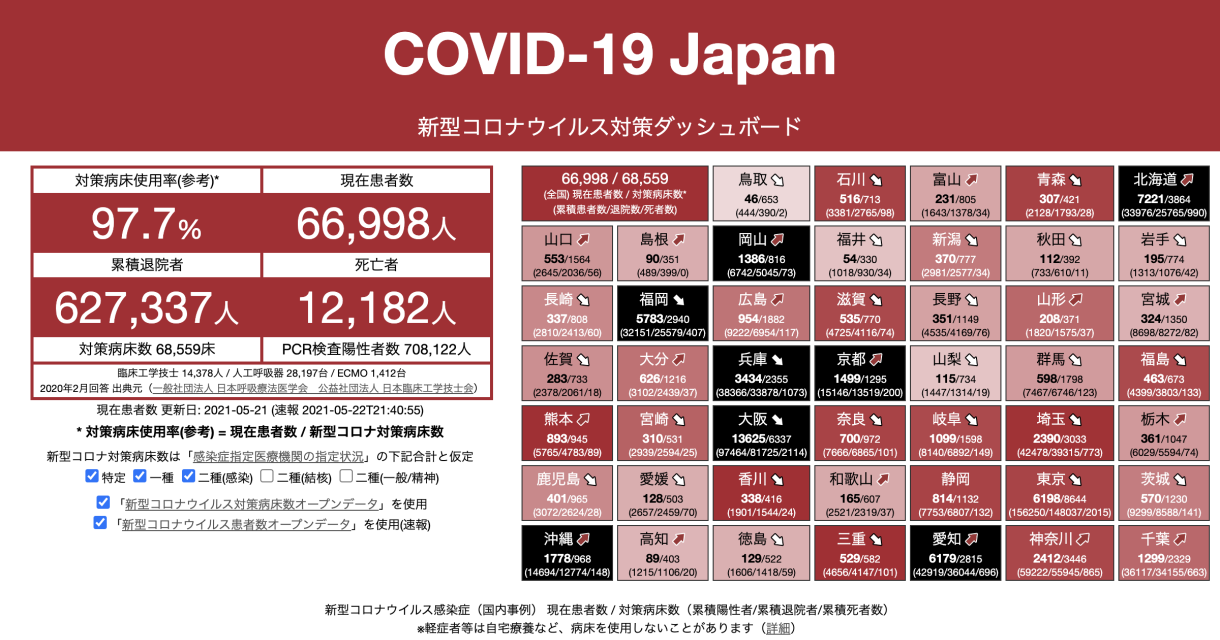 COVID-19 Japan
新型コロナウイルス対策ダッシュボード
対策病床使用率(参考)*
現在患者数
97.7%
66,998人
累積退院者
死亡者
627,337人
12,182人
対策病床数 68,559床
PCR検査陽性者数 708,122人
臨床工学技士 14,378人 / 人工呼吸器 28,197台 / ECMO 1,412台
2020年2月回答 出典元（一般社団法人 日本呼吸療法医学会　公益社団法人 日本臨床工学技士会）
現在患者数 更新日: 2021-05-21 (速報 2021-05-22T21:40:55)
* 対策病床使用率(参考) = 現在患者数 / 新型コロナ対策病床数
新型コロナ対策病床数は「感染症指定医療機関の指定状況」の下記合計と仮定
特定 一種 二種(感染) 二種(結核) 二種(一般/精神)
「新型コロナウイルス対策病床数オープンデータ」を使用
「新型コロナウイルス患者数オープンデータ」を使用(速報)
66,998 / 68,559
(全国) 現在患者数 / 対策病床数*
(累積患者数/退院数/死者数)
鳥取
46/653
(444/390/2)
石川
516/713
(3381/2765/98)
富山
231/805
(1643/1378/34)
青森
307/421
(2128/1793/28)
北海道
7221/3864
(33976/25765/990)
山口
553/1564
(2645/2036/56)
島根
90/351
(489/399/0)
岡山
1386/816
(6742/5045/73)
福井
54/330
(1018/930/34)
新潟
370/777
(2981/2577/34)
秋田
112/392
(733/610/11)
岩手
195/774
(1313/1076/42)
長崎
337/808
(2810/2413/60)
福岡
5783/2940
(32151/25579/407)
広島
954/1882
(9222/6954/117)
滋賀
535/770
(4725/4116/74)
長野
351/1149
(4535/4169/76)
山形
208/371
(1820/1575/37)
宮城
324/1350
(8698/8272/82)
佐賀
283/733
(2378/2061/18)
大分
626/1216
(3102/2439/37)
兵庫
3434/2355
(38366/33878/1073)
京都
1499/1295
(15146/13519/200)
山梨
115/734
(1447/1314/19)
群馬
598/1798
(7467/6746/123)
福島
463/673
(4399/3803/133)
熊本
893/945
(5765/4783/89)
宮崎
310/531
(2939/2594/25)
大阪
13625/6337
(97464/81725/2114)
奈良
700/972
(7666/6865/101)
岐阜
1099/1598
(8140/6892/149)
埼玉
2390/3033
(42478/39315/773)
栃木
361/1047
(6029/5594/74)
鹿児島
401/965
(3072/2624/28)
愛媛
128/503
(2657/2459/70)
香川
338/416
(1901/1544/24)
和歌山
165/607
(2521/2319/37)
静岡
814/1132
(7753/6807/132)
東京
6198/8644
(156250/148037/2015)
茨城
570/1230
(9299/8588/141)
沖縄
1778/968
(14694/12774/148)
高知
89/403
(1215/1106/20)
徳島
129/522
(1606/1418/59)
三重
529/582
(4656/4147/101)
愛知
6179/2815
(42919/36044/696)
神奈川
2412/3446
(59222/55945/865)
千葉
1299/2329
(36117/34155/663)
新型コロナウイルス感染症（国内事例） 現在患者数 / 対策病床数（累積陽性者/累積退院者/累積死者数）
※軽症者等は自宅療養など、病床を使用しないことがあります（詳細）